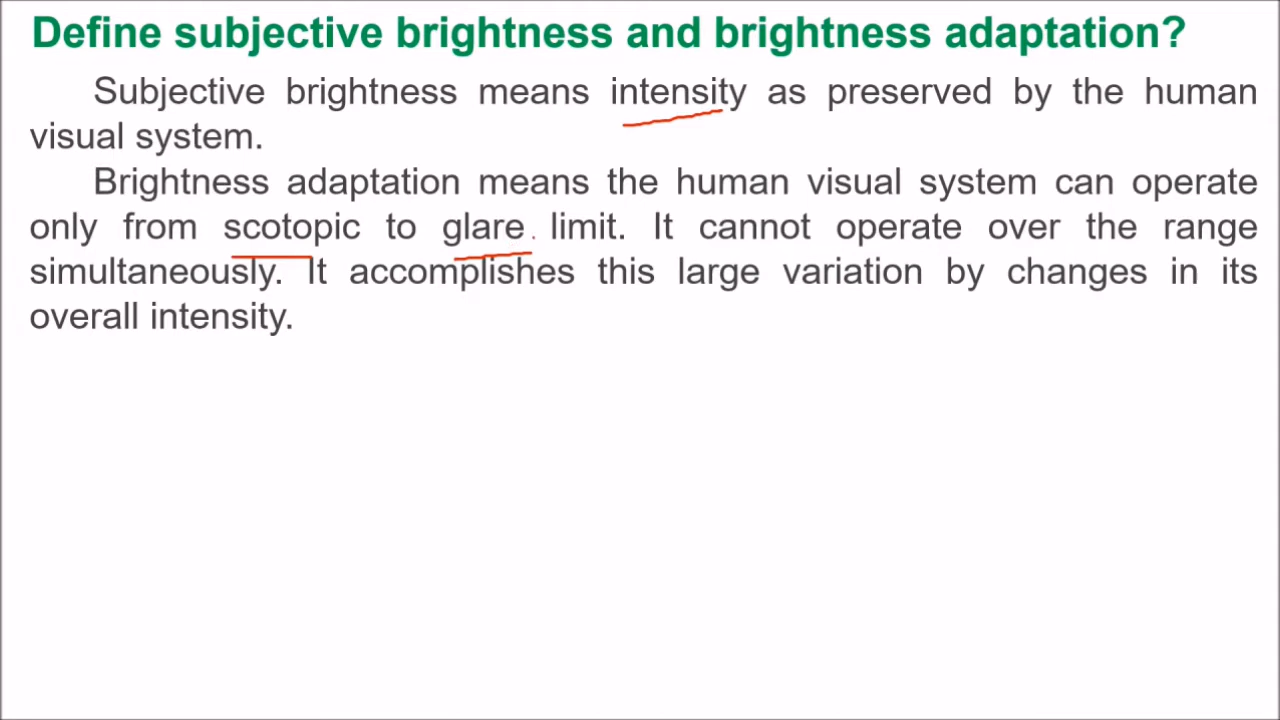 Define subjective brightness and brightness adaptation?
Subjective brightness means intensity as preserved by the human
visual system.
Brightness adaptation means the human visual system can operate
only from scotopic to glare limit. It cannot operate over the range
simultaneously. It accomplishes this large variation by changes in its
overall intensity.